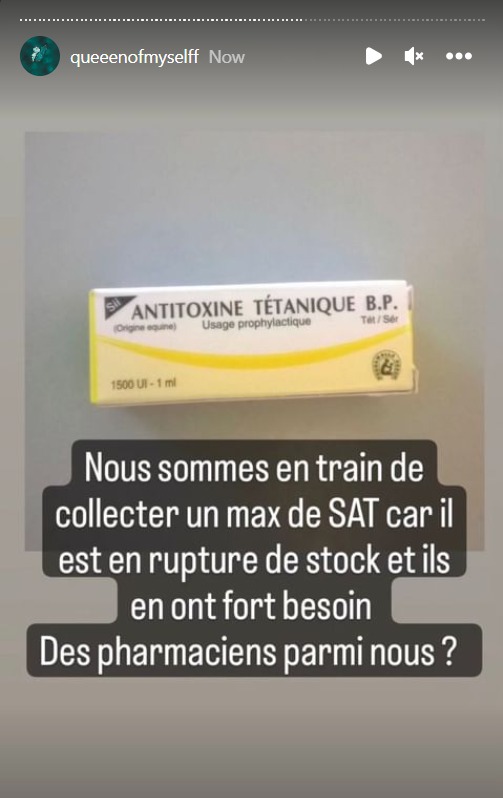 queeenofmyselff Now
Sii
ANTITOXINE TÉTANIQUE B.P.
(Origine equine) Usage prophylactique Tét / Sér
1500 UI - 1 ml
Nous sommes en train de
collecter un max de SAT car il
est en rupture de stock et ils
en ont fort besoin
Des pharmaciens parmi nous ?